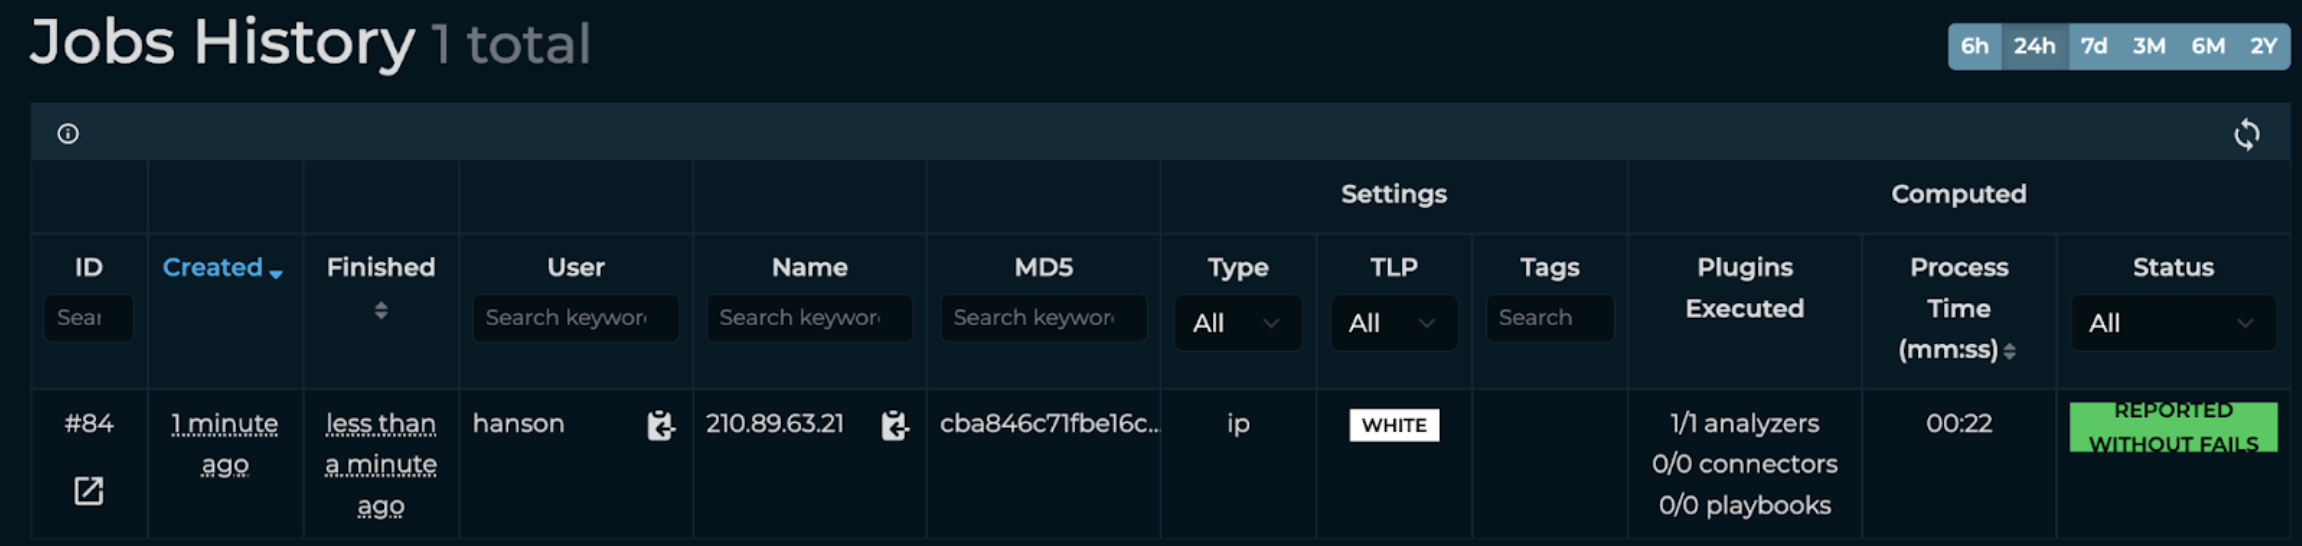 Jobs History 1 total
6h 24h 7d 3M 6M 2Y
Settings Computed
ID Created Finished User Name MD5 Type TLP Tags Plugins Executed Process Time (mm:ss) Status
Sear Search keywor Search keywor Search keywor All All Search All
#84 1 minute ago less than a minute ago hanson 210.89.63.21 cba846c71fbe16c... ip WHITE 1/1 analyzers 00:22 REPORTED WITHOUT FAILS
0/0 connectors
0/0 playbooks